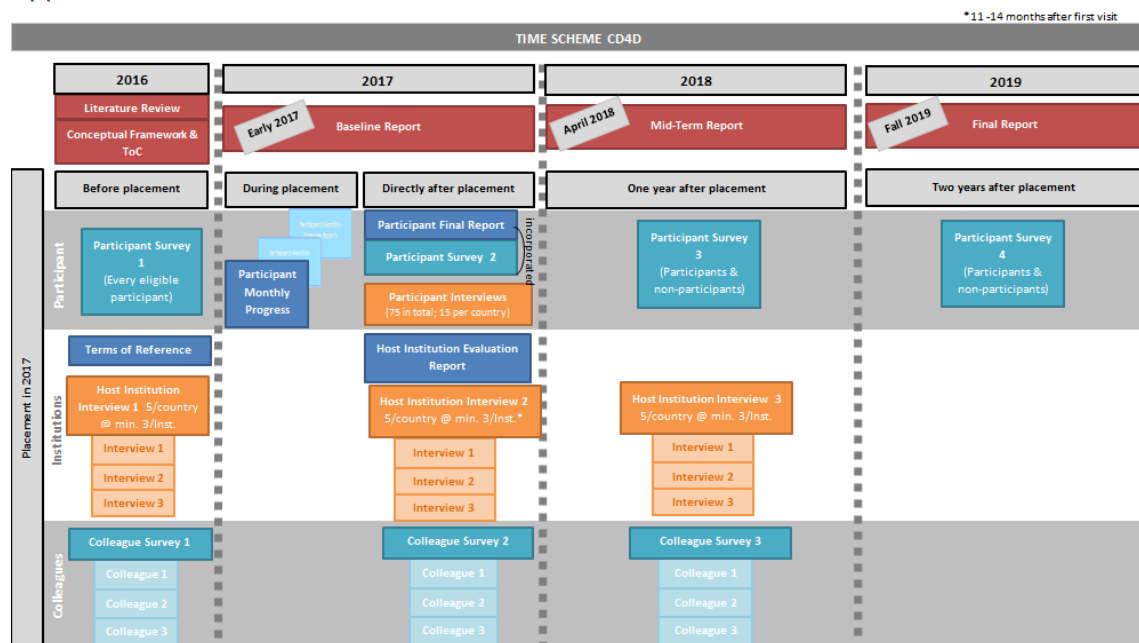 *11 -14 months after first visit
TIME SCHEME CD4D
2016
2017
2018
2019
Literature Review
Conceptual Framework &
ToC
Early 2017
Baseline Report
April 2018
Mid-Term Report
Fall 2019
Final Report
Placement in 2017
Before placement
During placement
Directly after placement
One year after placement
Two years after placement
Participant
Participant Survey
1
(Every eligible
participant)
Participant Monthly
Participant Monthly
Participant
Monthly
Progress
Participant Final Report
Participant Survey 2
incorporated
Participant Interviews
(75 in total; 15 per country)
Participant Survey
3
(Participants &
non-participants)
Participant Survey
4
(Participants &
non-participants)
Institutions
Terms of Reference
Host Institution
Interview 1 5/country
@ min. 3/Inst.
Interview 1
Interview 2
Interview 3
Host Institution Evaluation
Report
Host Institution Interview 2
5/country @ min. 3/Inst.*
Interview 1
Interview 2
Interview 3
Host Institution Interview 3
5/country @ min. 3/Inst.
Interview 1
Interview 2
Interview 3
Colleagues
Colleague Survey 1
Colleague 1
Colleague 2
Colleague 3
Colleague Survey 2
Colleague 1
Colleague 2
Colleague 3
Colleague Survey 3
Colleague 1
Colleague 2
Colleague 3